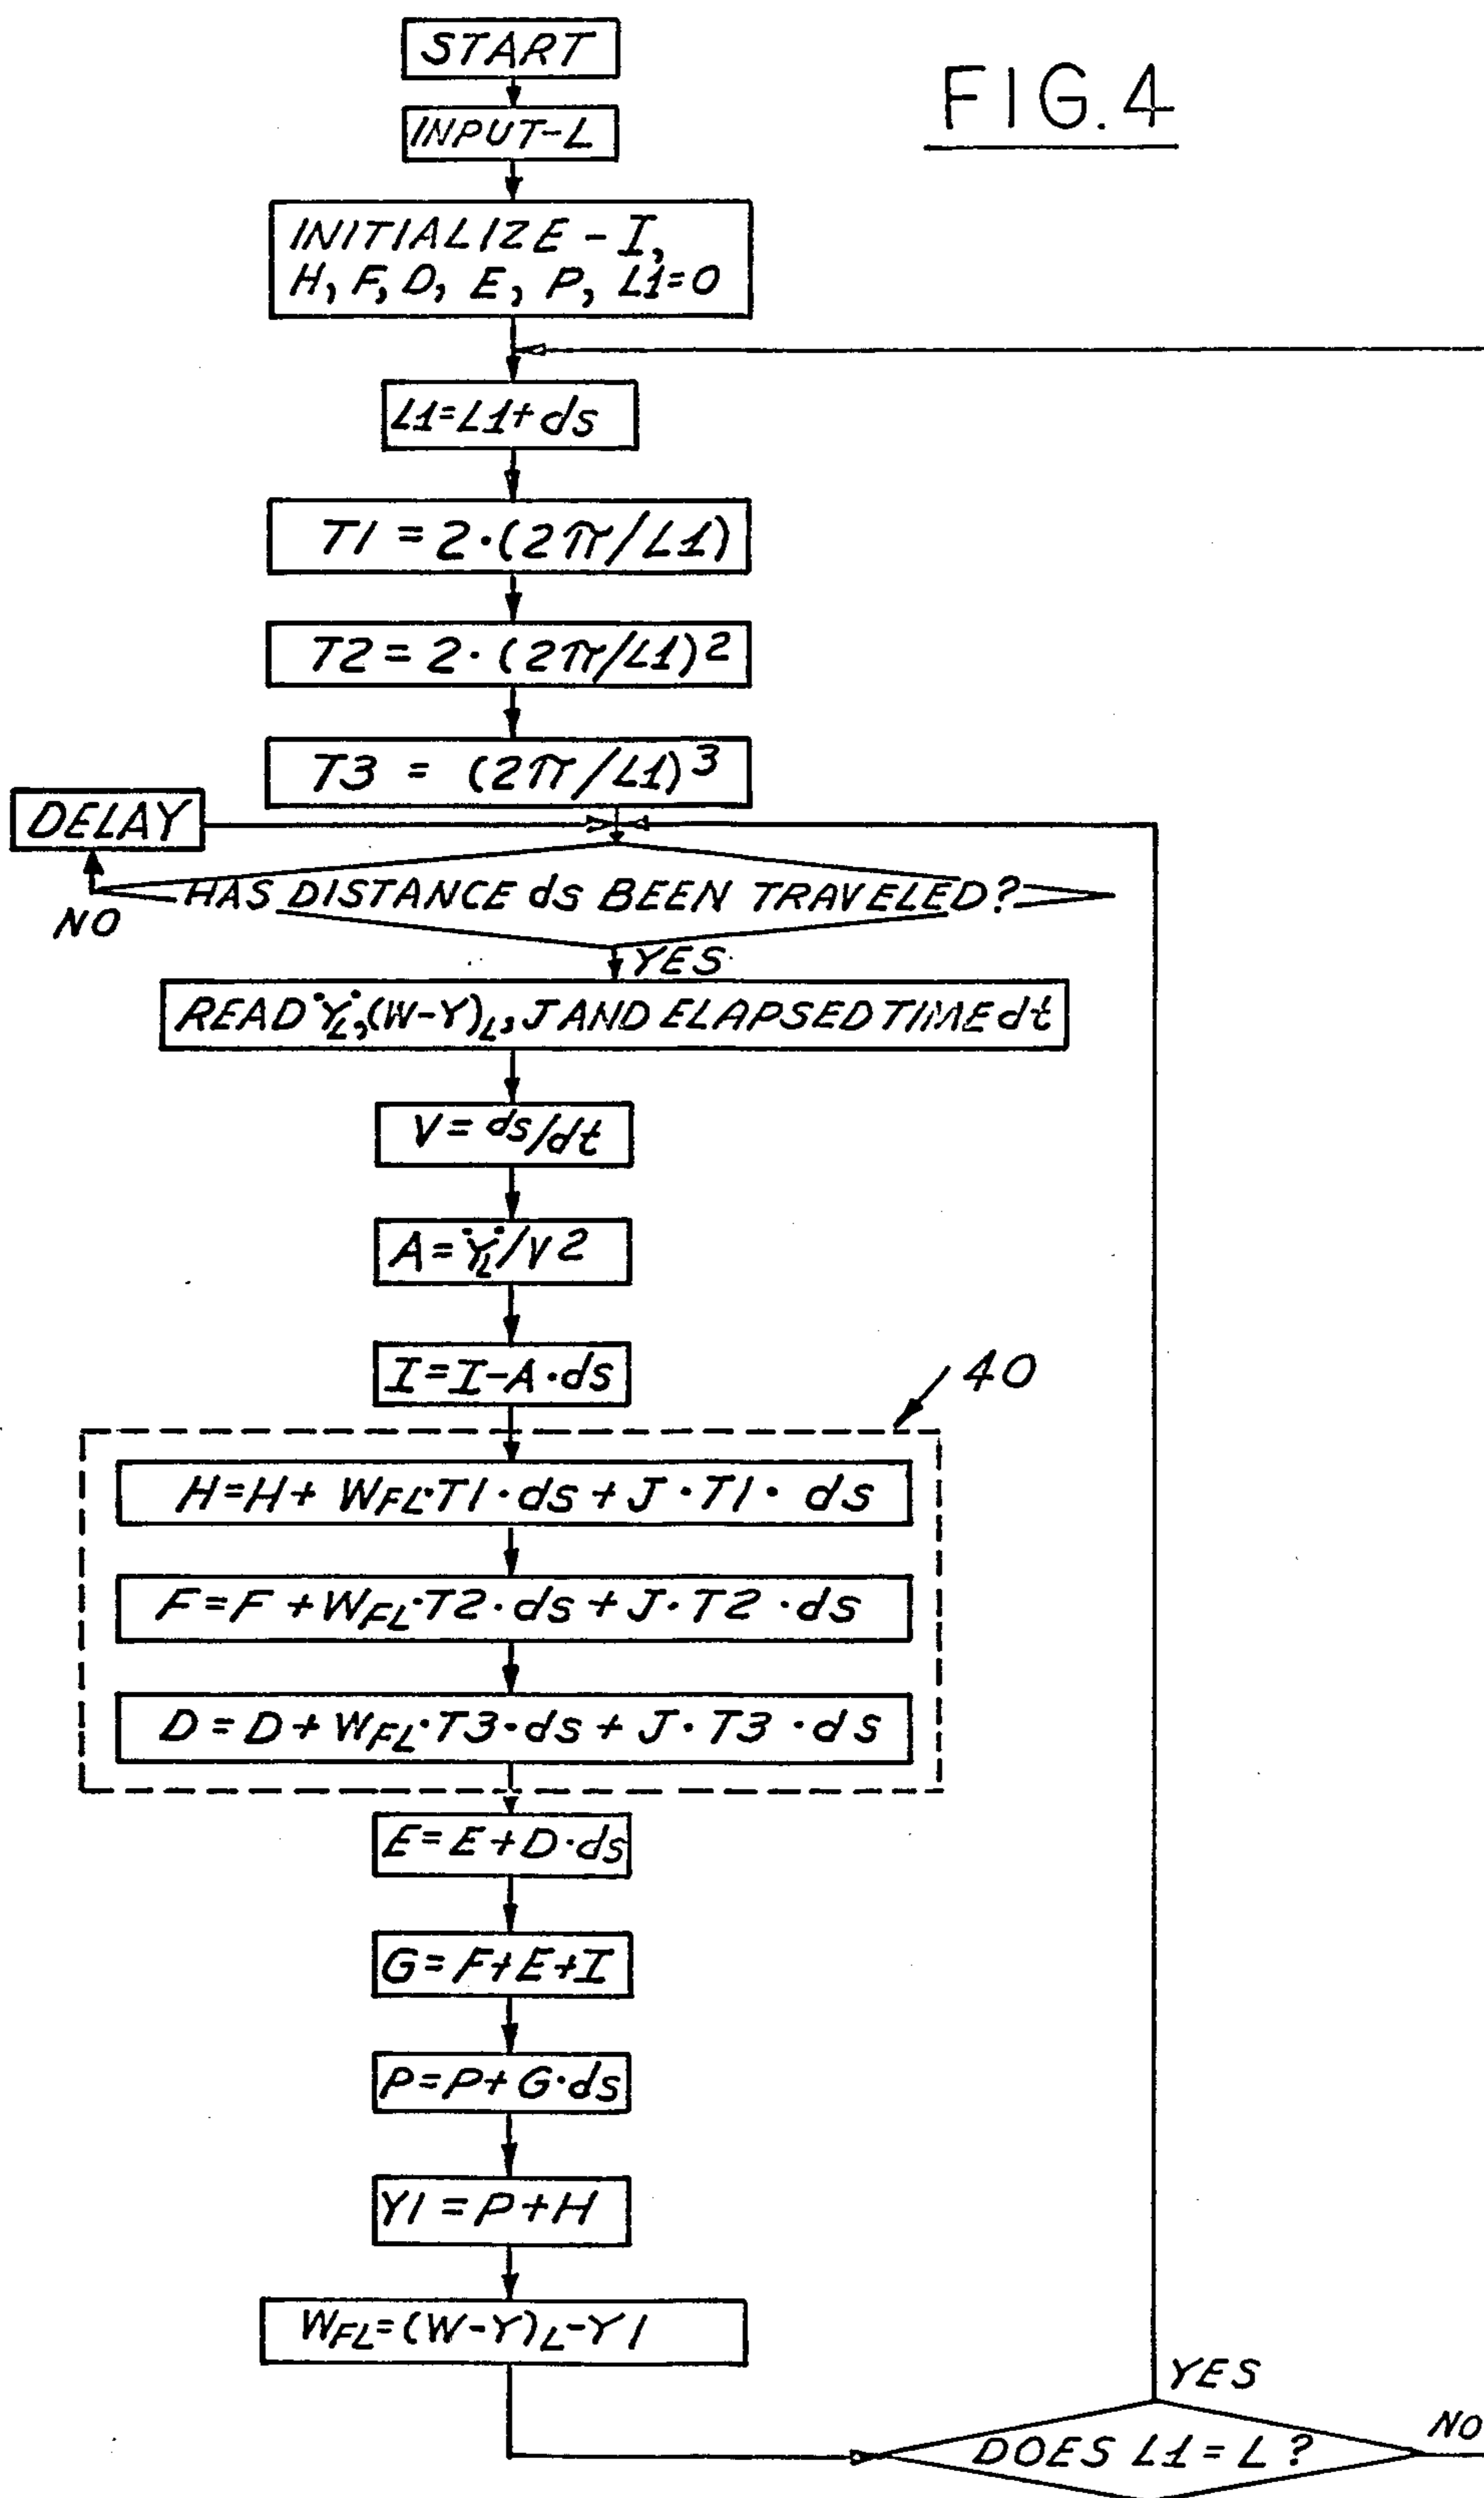 START
FIG.4
INPUT-L
INITIALIZE - I,
H, F, D, E, P, L1=0
L1=L1+ds
T1 = 2·(2π/L1)
T2 = 2·(2π/L1)²
T3 = (2π/L1)³
DELAY
HAS DISTANCE ds BEEN TRAVELED?
NO
YES
READ Ÿ_L,(W-Y)_L, J AND ELAPSED TIME dt
V=ds/dt
A=Ÿ_L/V2
I=I-A·ds
40
H=H+ W_FL·T1·ds+J·T1· ds
F=F+W_FL·T2·ds+J·T2·ds
D=D+W_FL·T3·ds+J·T3·ds
E=E+D·ds
G=F+E+I
P=P+G·ds
Y1=P+H
W_FL=(W-Y)_L-Y1
YES
NO
DOES L1=L?